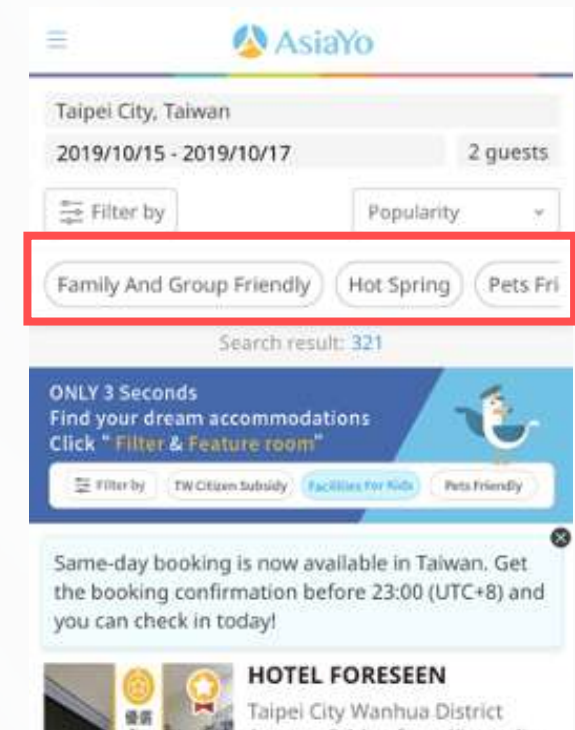 AsiaYo
Taipei City, Taiwan
2019/10/15 - 2019/10/17 2 guests
Filter by Popularity
Family And Group Friendly Hot Spring Pets Fri
Search result: 321
ONLY 3 Seconds
Find your dream accommodations
Click " Filter & Feature room"
Filter by TW Citizen Subsidy Facilities For Kids Pets Friendly
Same-day booking is now available in Taiwan. Get
the booking confirmation before 23:00 (UTC+8) and
you can check in today!
HOTEL FORESEEN
優選 Taipei City Wanhua District